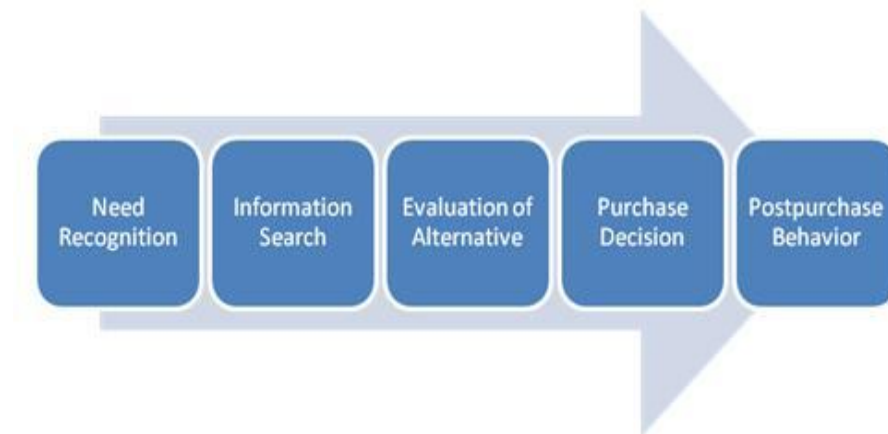 Need
Recognition
Information
Search
Evaluation of
Alternative
Purchase
Decision
Postpurchase
Behavior